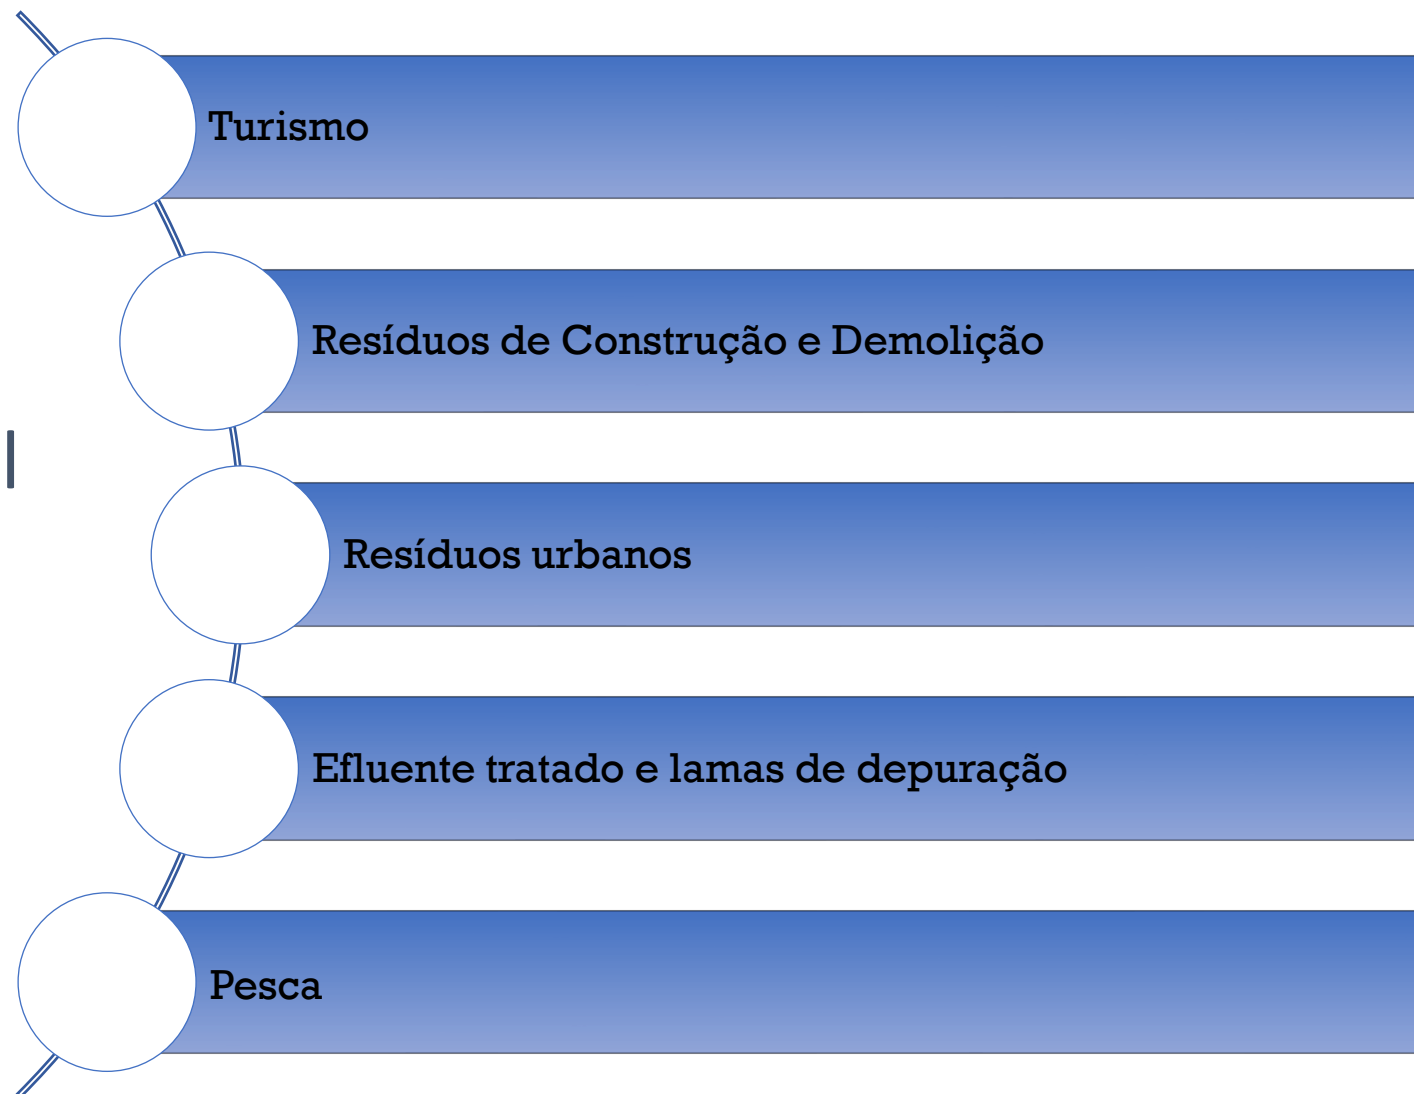 Turismo
Resíduos de Construção e Demolição
Resíduos urbanos
Efluente tratado e lamas de depuração
Pesca